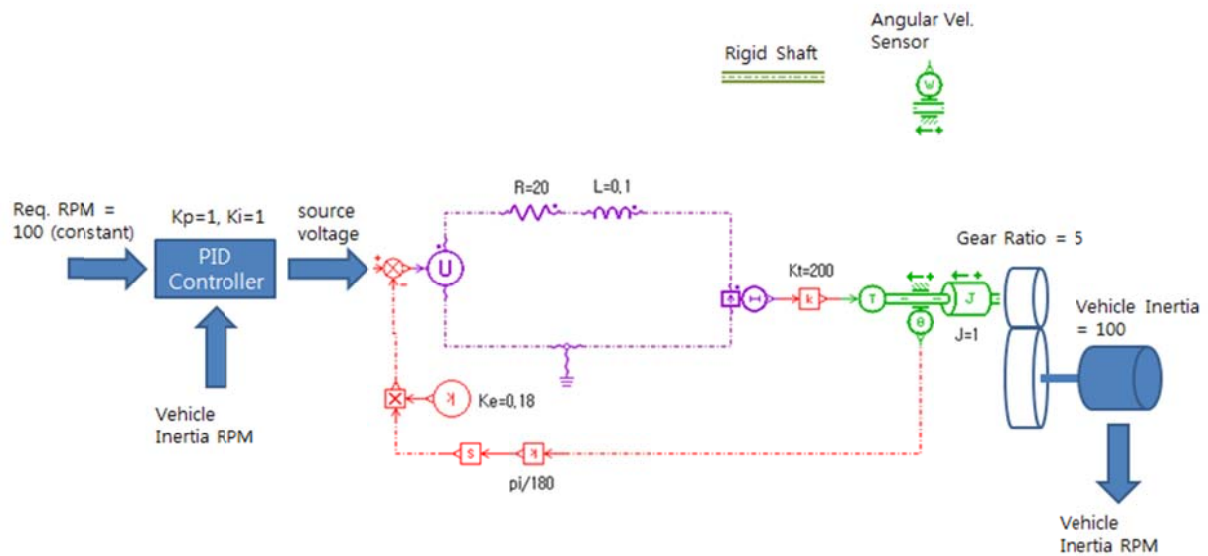 Angular Vel.
Sensor
Rigid Shaft
W
R=20
L=0,1
Req. RPM =
100 (constant)
Kp=1, Ki=1
source
voltage
PID
Controller
U
Gear Ratio = 5
Kt=200
k
T
J
θ
J=1
Vehicle Inertia
= 100
Ke=0,18
Vehicle
Inertia RPM
s
pi/180
Vehicle
Inertia RPM